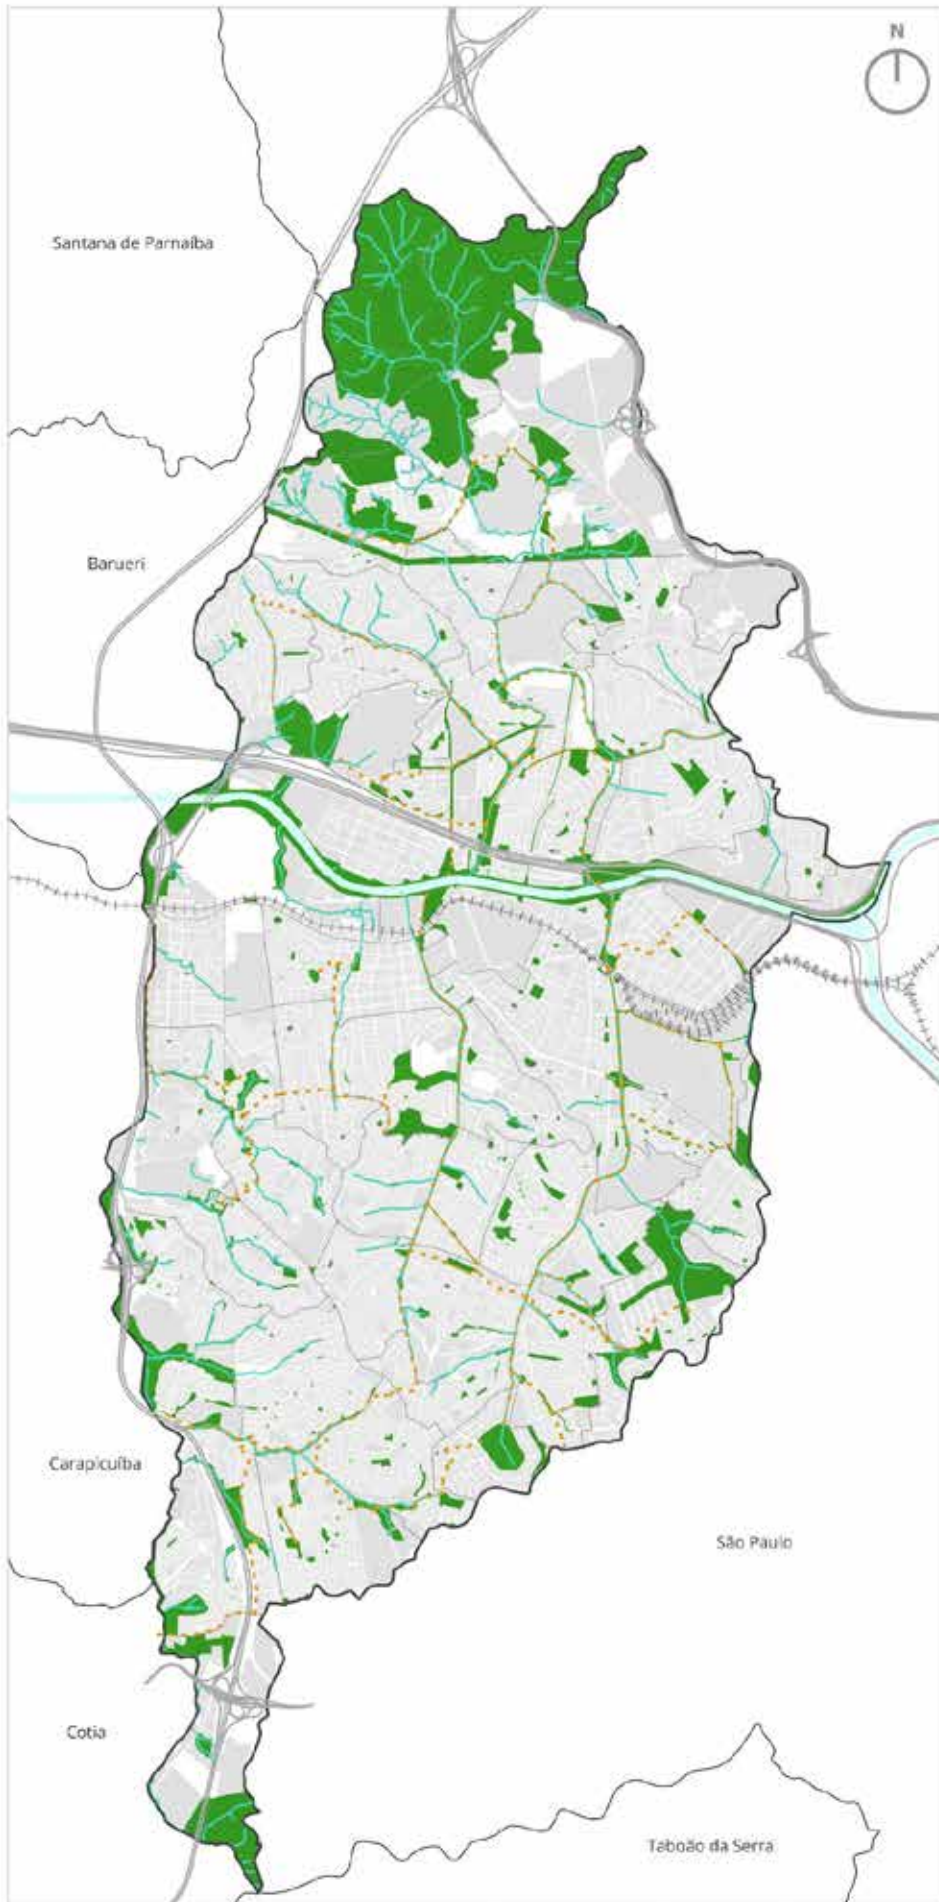 N
Santana de Parnaíba
Barueri
Carapicuíba
São Paulo
Cotia
Taboão da Serra